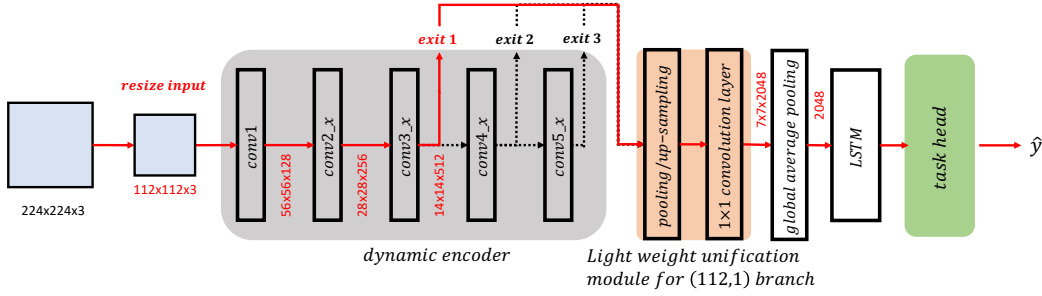 exit 1
exit 2
exit 3
resize input
224x224x3
112x112x3
conv1
56x56x128
conv2_x
28x28x256
conv3_x
14x14x512
conv4_x
conv5_x
dynamic encoder
pooling/up-sampling
1×1 convolution layer
Light weight unification
module for (112,1) branch
7x7x2048
global average pooling
2048
LSTM
task head
ŷ